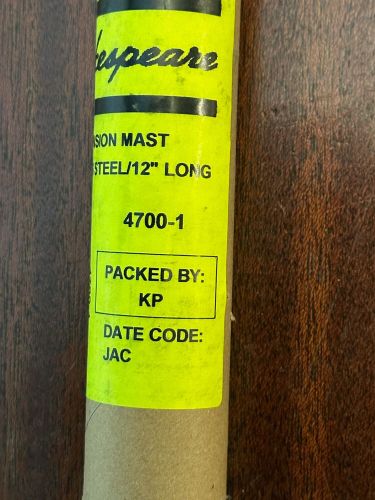 kespeare
SION MAST
STEEL/12" LONG
4700-1
PACKED BY:
KP
DATE CODE:
JAC